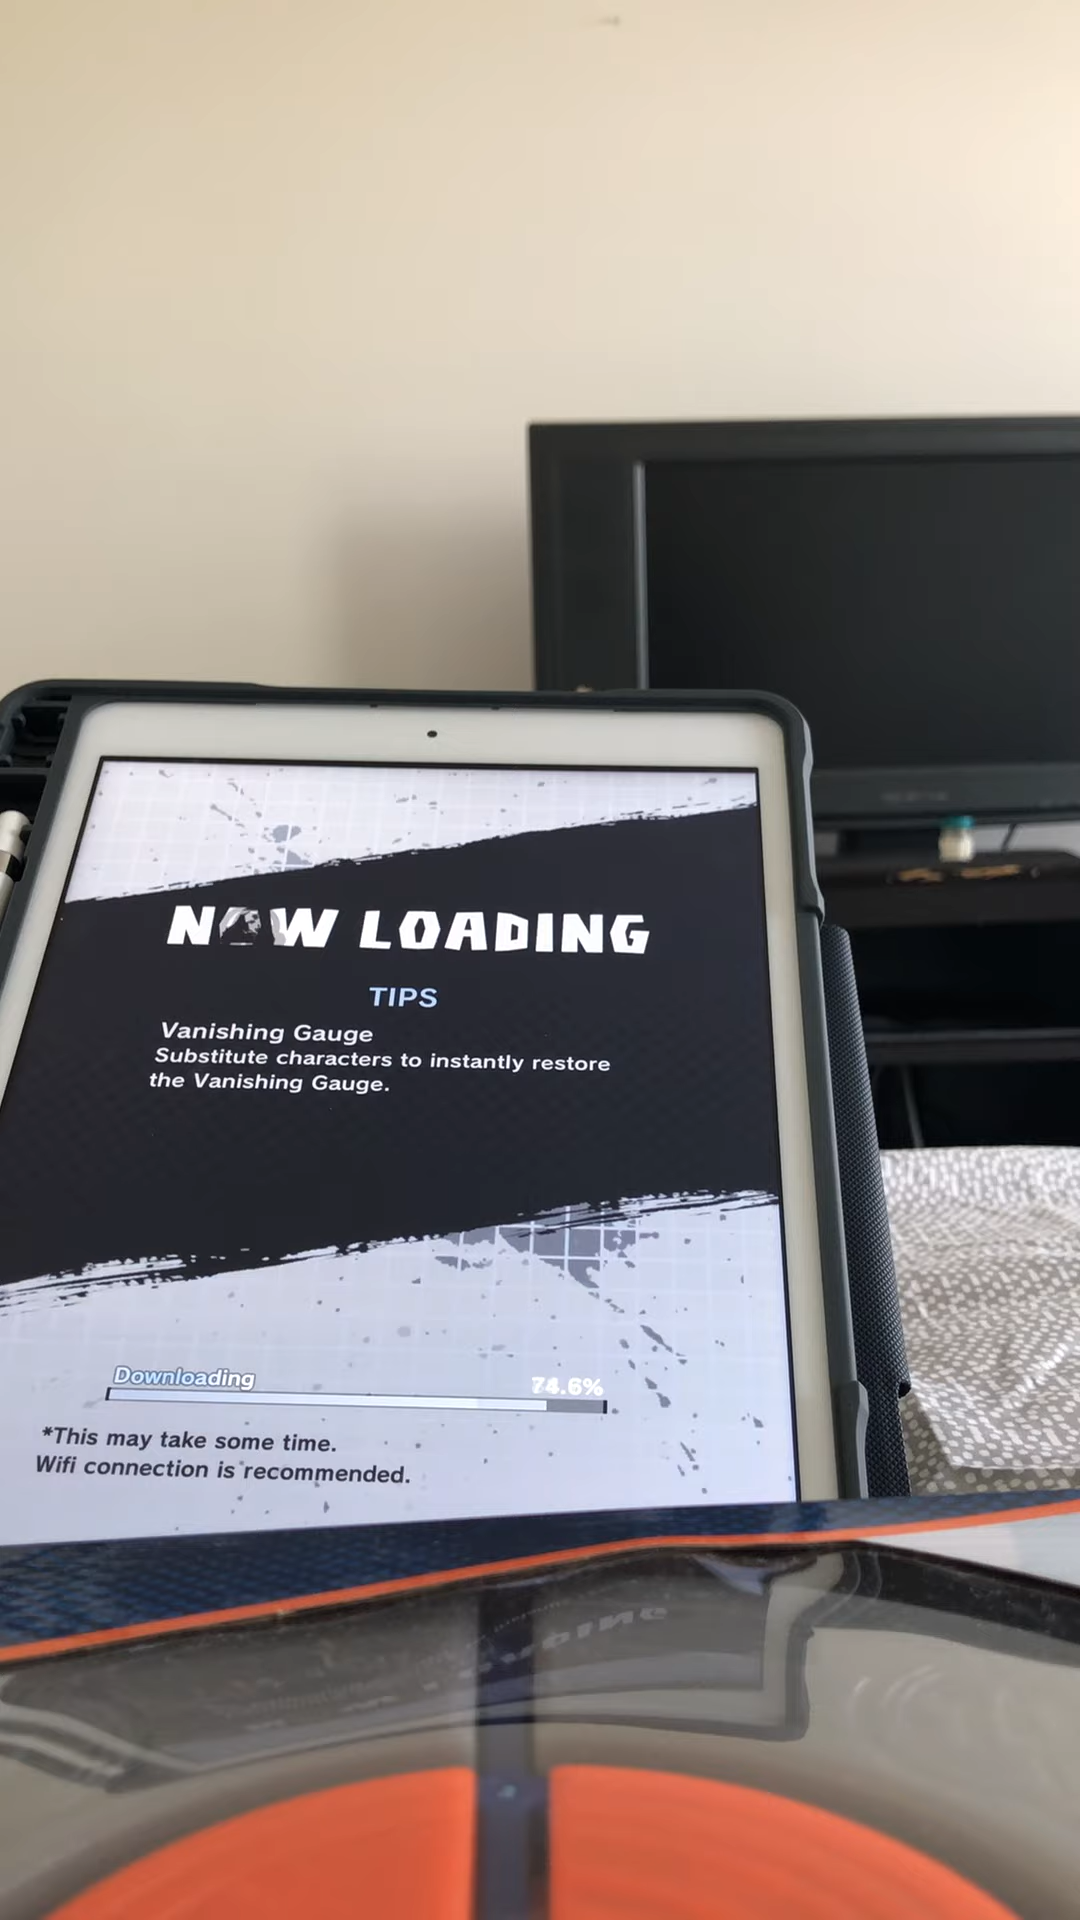 NOW LOADING
TIPS
Vanishing Gauge
Substitute characters to instantly restore
the Vanishing Gauge.
Downloading
74.6%
*This may take some time.
Wifi connection is recommended.